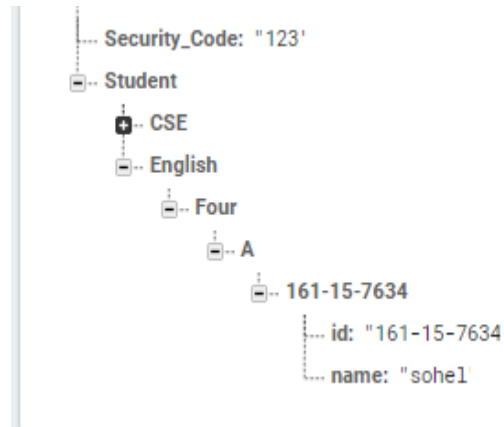 Security_Code: "123'
Student
CSE
English
Four
A
161-15-7634
id: "161-15-7634
name: "sohel'